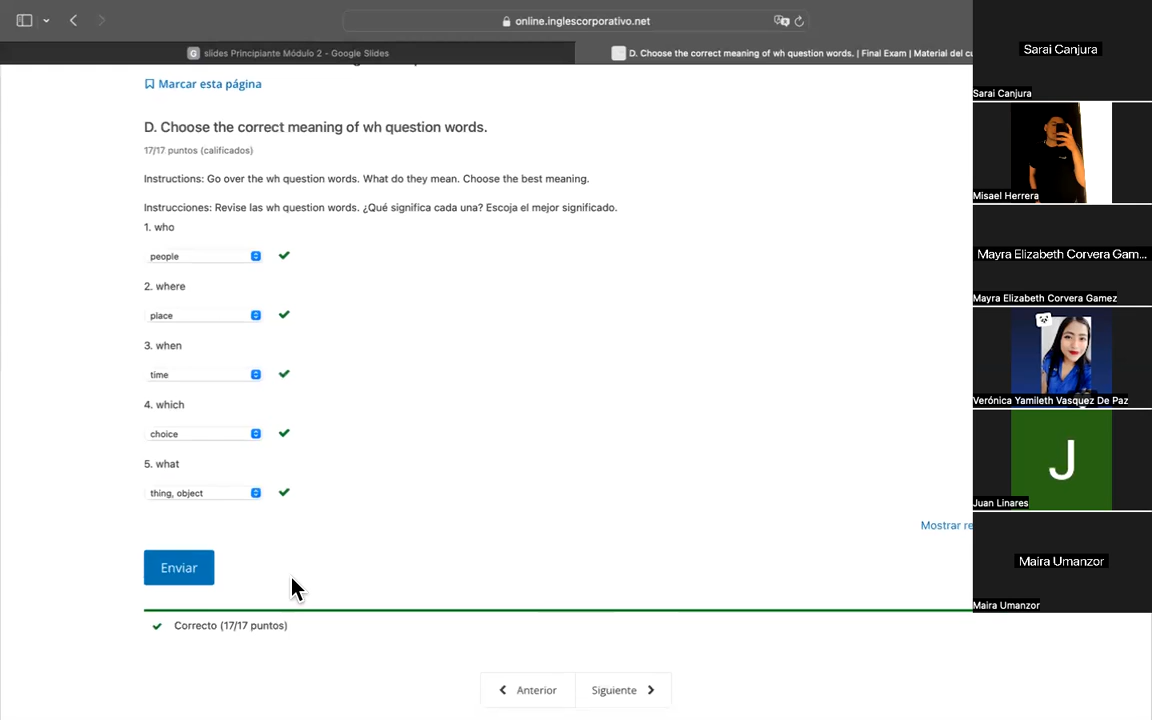 online.inglescorporativo.net
slides Principiante Módulo 2 - Google Slides
D. Choose the correct meaning of wh question words. | Final Exam | Material del cu
Marcar esta página
D. Choose the correct meaning of wh question words.
17/17 puntos (calificados)
Instructions: Go over the wh question words. What do they mean. Choose the best meaning.
Instrucciones: Revise las wh question words. ¿Qué significa cada una? Escoja el mejor significado.
1. who
people
2. where
place
3. when
time
4. which
choice
5. what
thing, object
Mostrar re
Enviar
Correcto (17/17 puntos)
Anterior
Siguiente
Sarai Canjura
Sarai Canjura
Misael Herrera
Mayra Elizabeth Corvera Gam...
Mayra Elizabeth Corvera Gamez
Verónica Yamileth Vasquez De Paz
J
Juan Linares
Maira Umanzor
Maira Umanzor